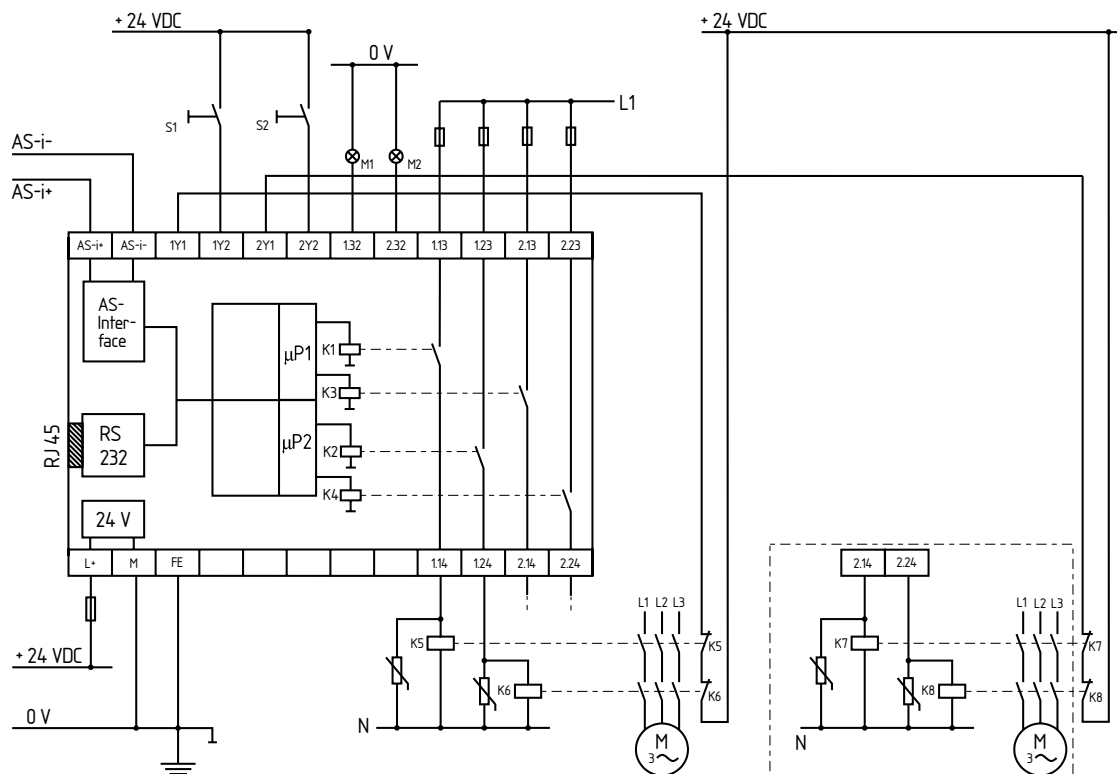 + 24 VDC
+ 24 VDC
0 V
L1
S1
S2
AS-i-
M1
M2
AS-i+
AS-i+
AS-i-
1Y1
1Y2
2Y1
2Y2
1.32
2.32
1.13
1.23
2.13
2.23
AS-
Inter-
face
µP1
K1
K3
RJ 45
RS
232
µP2
K2
K4
24 V
L+
M
FE
1.14
1.24
2.14
2.24
2.14
2.24
L1
L2
L3
L1
L2
L3
K5
K5
K7
K7
+ 24 VDC
K6
K6
K8
K8
0 V
N
N
M
3
M
3